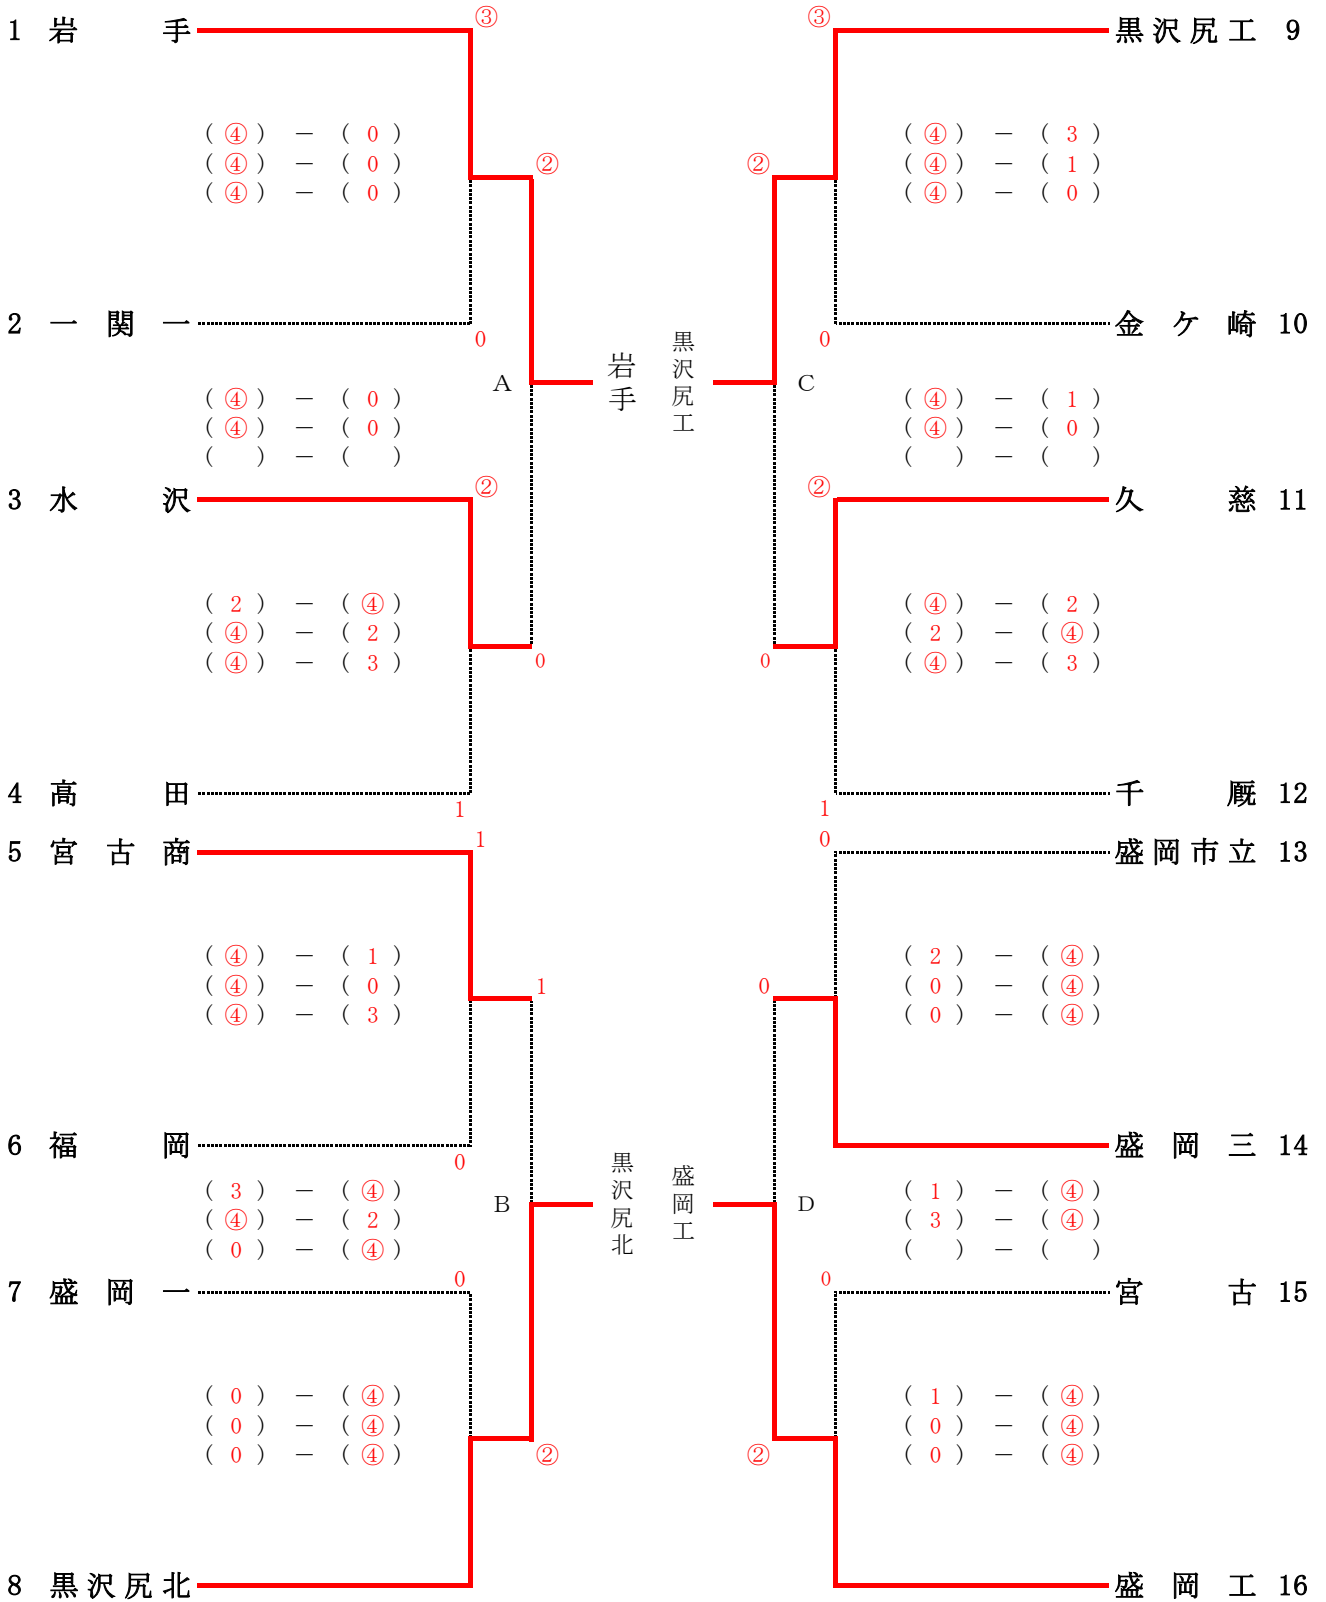 1 岩手 ③ ③ 黒沢尻工 9
(④) － (0) (④) － (3)
(④) － (0) ② ② (④) － (1)
(④) － (0) (④) － (0)
2 一関一 金ケ崎 10
0 0
A 岩手 黒沢尻工 C
(④) － (0) (④) － (1)
(④) － (0) (④) － (0)
( ) － ( ) ( ) － ( )
3 水沢 ② ② 久慈 11
(2) － (④) (④) － (2)
(④) － (2) (2) － (④)
(④) － (3) 0 0 (④) － (3)
4 高田 千厩 12
1 1
5 宮古商 1 0 盛岡市立 13
(④) － (1) (2) － (④)
(④) － (0) 1 0 (0) － (④)
(④) － (3) (0) － (④)
6 福岡 盛岡三 14
0
(3) － (④) (1) － (④)
(④) － (2) B 黒沢尻北 盛岡工 D (3) － (④)
(0) － (④) ( ) － ( )
0 0
7 盛岡一 宮古 15
(0) － (④) (1) － (④)
(0) － (④) (0) － (④)
(0) － (④) ② ② (0) － (④)
8 黒沢尻北 盛岡工 16